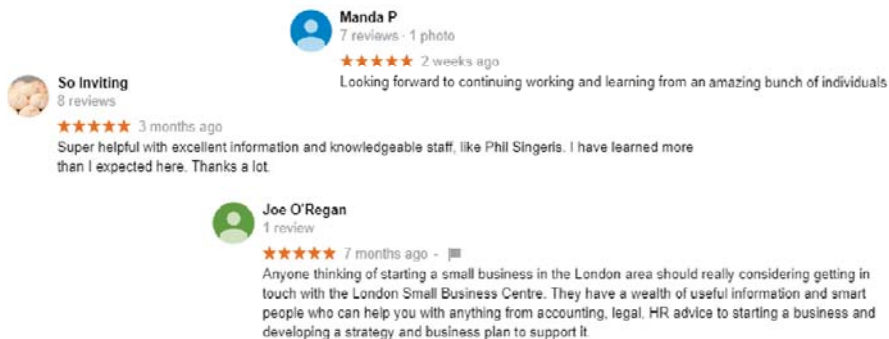 Manda P
7 reviews · 1 photo
2 weeks ago
Looking forward to continuing working and learning from an amazing bunch of individuals
So Inviting
8 reviews
3 months ago
Super helpful with excellent information and knowledgeable staff, like Phil Singeris. I have learned more
than I expected here. Thanks a lot.
Joe O'Regan
1 review
7 months ago -
Anyone thinking of starting a small business in the London area should really considering getting in
touch with the London Small Business Centre. They have a wealth of useful information and smart
people who can help you with anything from accounting, legal, HR advice to starting a business and
developing a strategy and business plan to support it.